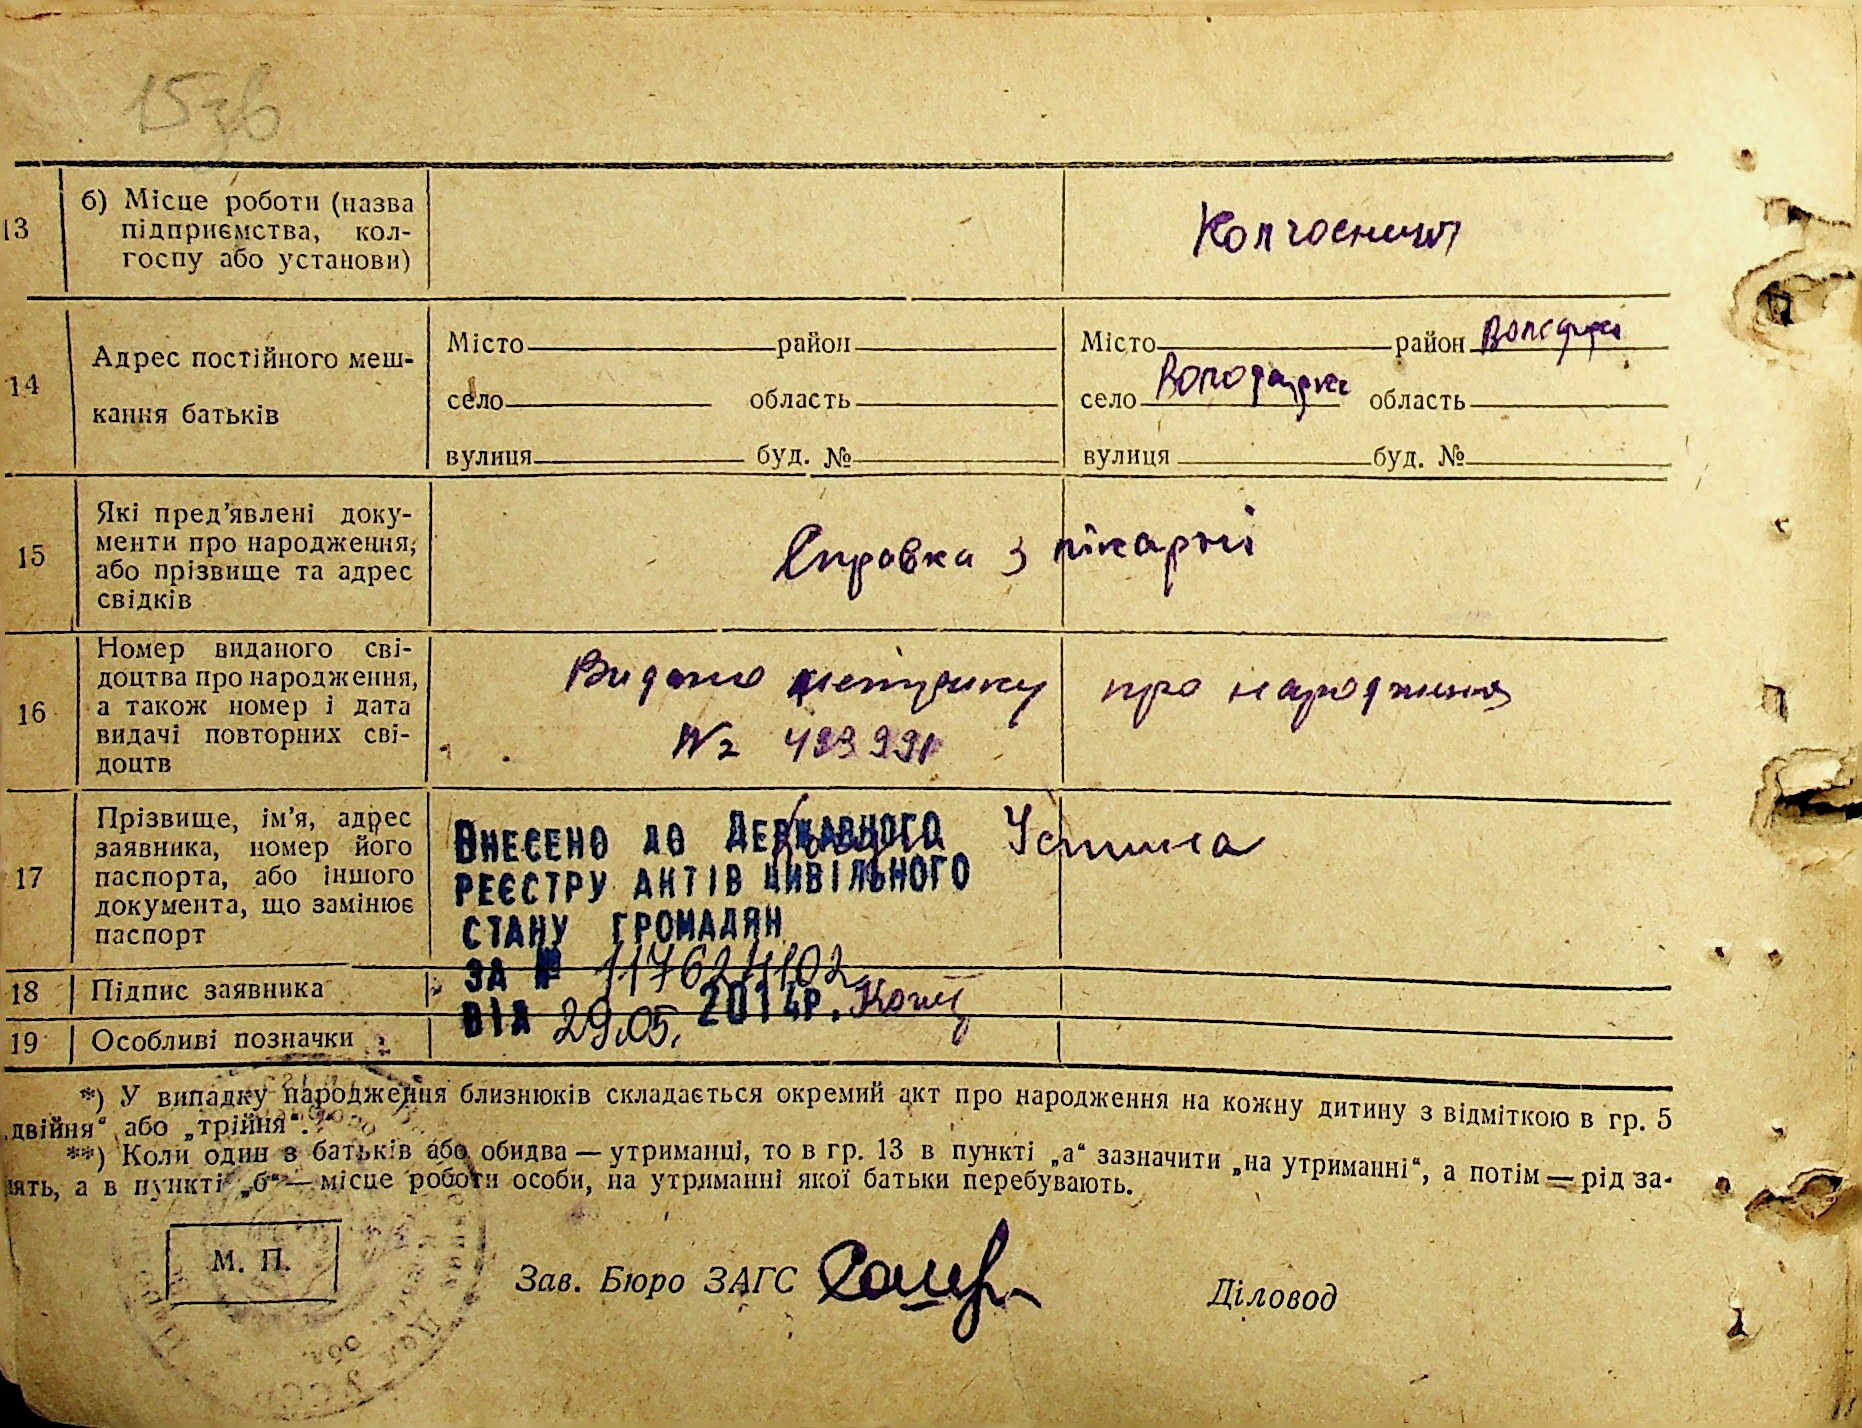 15зв
13
б) Місце роботи (назва
підприємства, кол-
госпу або установи)
Колгосниця
14
Адрес постійного меш-
кання батьків
Місто район
село область
вулиця буд. №
Місто район
село Володарка область
вулиця буд. №
15
Які пред’явлені доку-
менти про народження,
або прізвище та адрес
свідків
Справка з лікарні
16
Номер виданого сві-
доцтва про народження,
а також номер і дата
видачі повторних сві-
доцтв
Видано метрику про народження
№
17
Прізвище, ім’я, адрес
заявника, номер його
паспорта, або іншого
документа, що замінює
паспорт
Устина
ВНЕСЕНО ДО ДЕРЖАВНОГО
РЕЄСТРУ АКТІВ ЦИВІЛЬНОГО
СТАНУ ГРОМАДЯН
ЗА № 117624102
ВІД 29.05. 2014р.
18
Підпис заявника
19
Особливі позначки
*) У випадку народження близнюків складається окремий акт про народження на кожну дитину з відміткою в гр. 5
„двійня“ або „трійня“.
**) Коли один з батьків або обидва — утриманці, то в гр. 13 в пункті „а“ зазначити „на утриманні“, а потім — рід за-
нять, а в пункті „б“ — місце роботи особи, на утриманні якої батьки перебувають.
М. П.
Зав. Бюро ЗАГС
Діловод